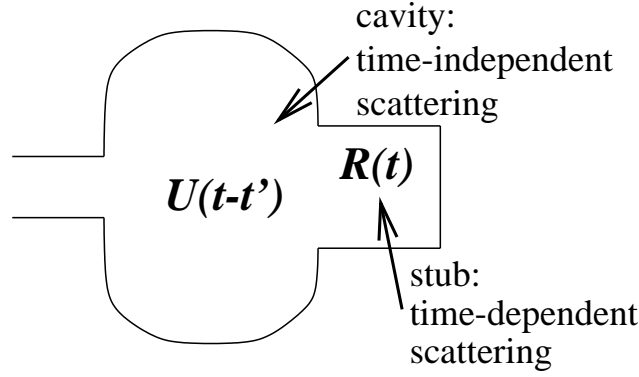 cavity:
time-independent
scattering
R(t)
U(t-t')
stub:
time-dependent
scattering